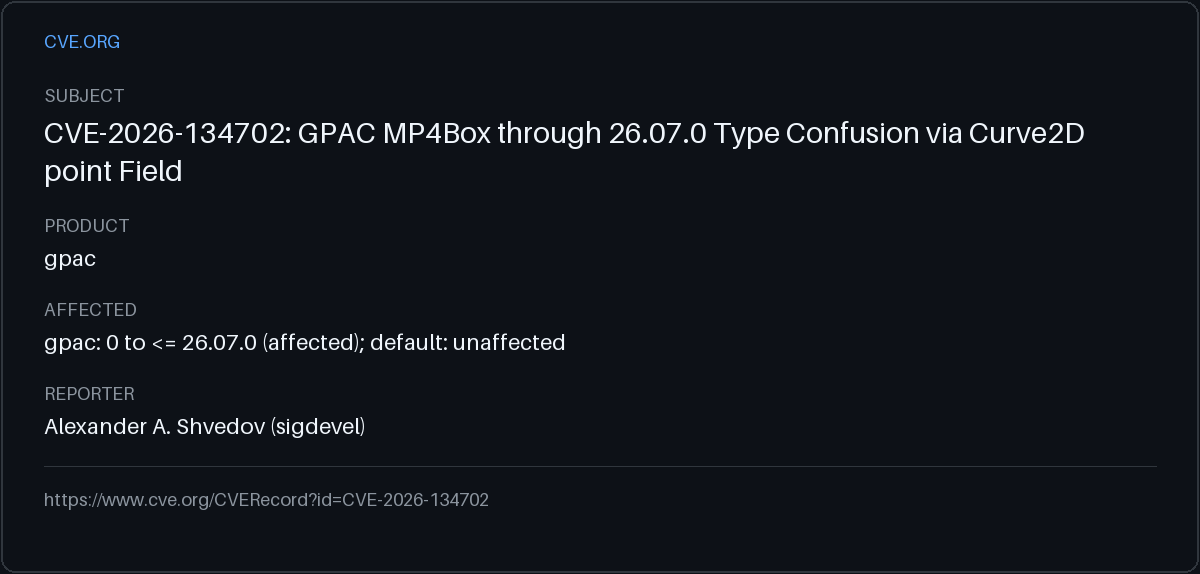 CVE.ORG
SUBJECT
CVE-2026-134702: GPAC MP4Box through 26.07.0 Type Confusion via Curve2D
point Field
PRODUCT
gpac
AFFECTED
gpac: 0 to <= 26.07.0 (affected); default: unaffected
REPORTER
Alexander A. Shvedov (sigdevel)
https://www.cve.org/CVERecord?id=CVE-2026-134702